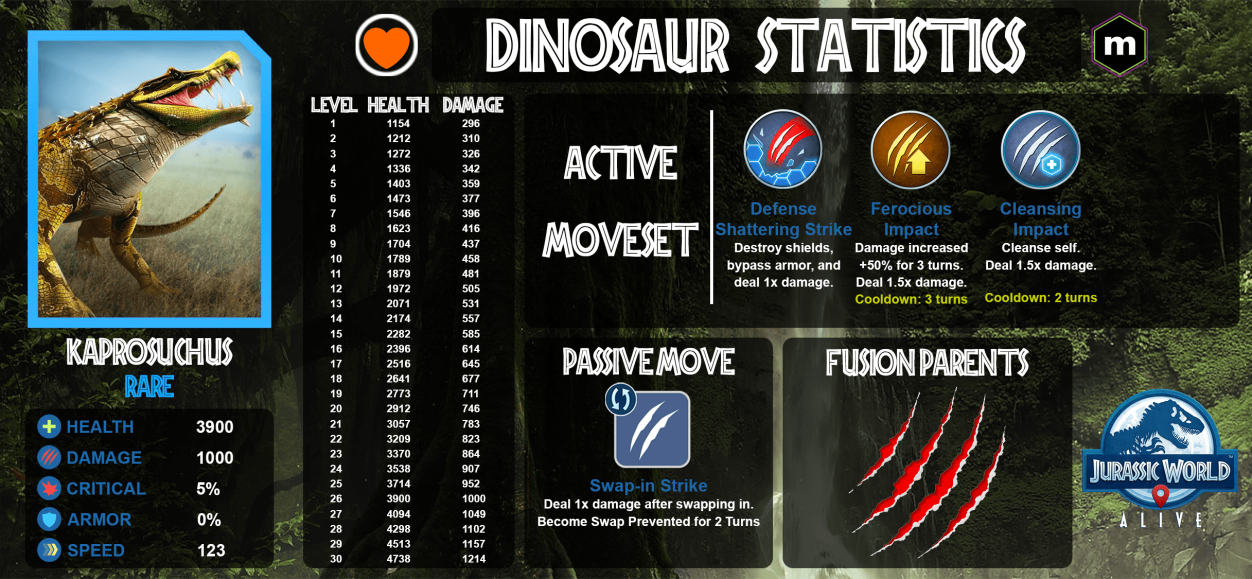 DINOSAUR STATISTICS
m
KAPROSUCHUS
RARE
HEALTH 3900
DAMAGE 1000
CRITICAL 5%
ARMOR 0%
SPEED 123
LEVEL HEALTH DAMAGE
1 1154 296
2 1212 310
3 1272 326
4 1336 342
5 1403 359
6 1473 377
7 1546 396
8 1623 416
9 1704 437
10 1789 458
11 1879 481
12 1972 505
13 2071 531
14 2174 557
15 2282 585
16 2396 614
17 2516 645
18 2641 677
19 2773 711
20 2912 746
21 3057 783
22 3209 823
23 3370 864
24 3538 907
25 3714 952
26 3900 1000
27 4094 1049
28 4298 1102
29 4513 1157
30 4738 1214
ACTIVE
MOVESET
Defense
Shattering Strike
Destroy shields,
bypass armor, and
deal 1x damage.
Ferocious
Impact
Damage increased
+50% for 3 turns.
Deal 1.5x damage.
Cooldown: 3 turns
Cleansing
Impact
Cleanse self.
Deal 1.5x damage.
Cooldown: 2 turns
PASSIVE MOVE
Swap-in Strike
Deal 1x damage after swapping in.
Become Swap Prevented for 2 Turns
FUSION PARENTS
JURASSIC WORLD
ALIVE